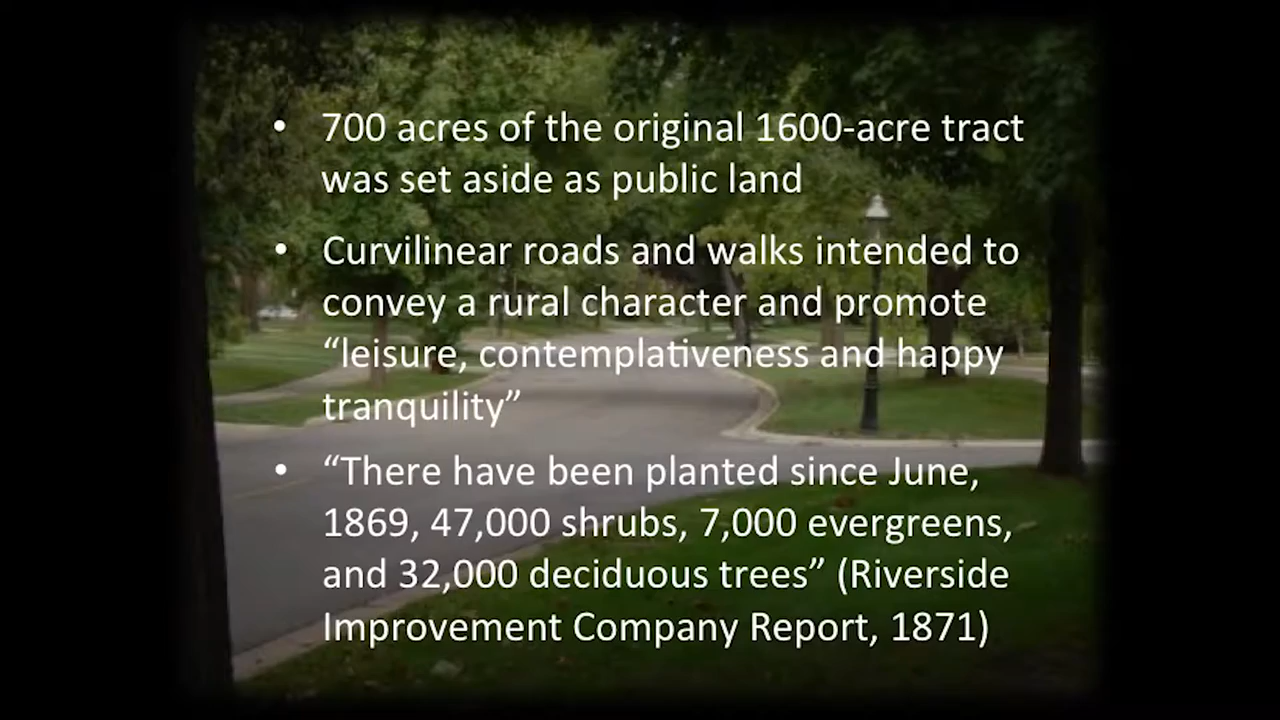 • 700 acres of the original 1600-acre tract
was set aside as public land
• Curvilinear roads and walks intended to
convey a rural character and promote
“leisure, contemplativeness and happy
tranquility”
• “There have been planted since June,
1869, 47,000 shrubs, 7,000 evergreens,
and 32,000 deciduous trees” (Riverside
Improvement Company Report, 1871)